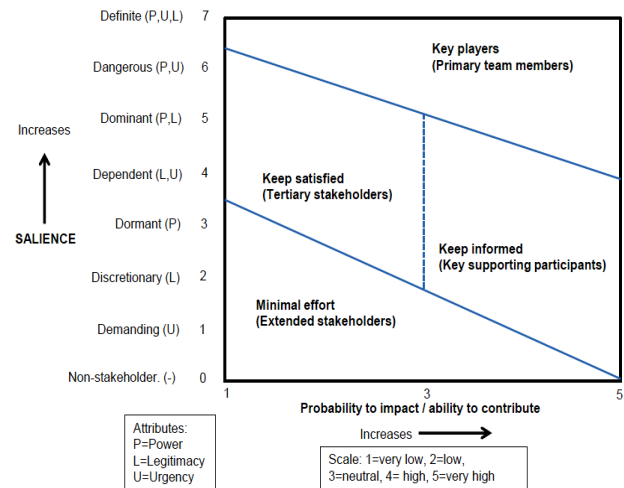 Definite (P,U,L) 7
Dangerous (P,U) 6
Dominant (P,L) 5
Dependent (L,U) 4
Dormant (P) 3
Discretionary (L) 2
Demanding (U) 1
Non-stakeholder. (-) 0
Increases
SALIENCE
Key players
(Primary team members)
Keep satisfied
(Tertiary stakeholders)
Keep informed
(Key supporting participants)
Minimal effort
(Extended stakeholders)
1 3 5
Probability to impact / ability to contribute
Increases
Attributes:
P=Power
L=Legitimacy
U=Urgency
Scale: 1=very low, 2=low,
3=neutral, 4= high, 5=very high